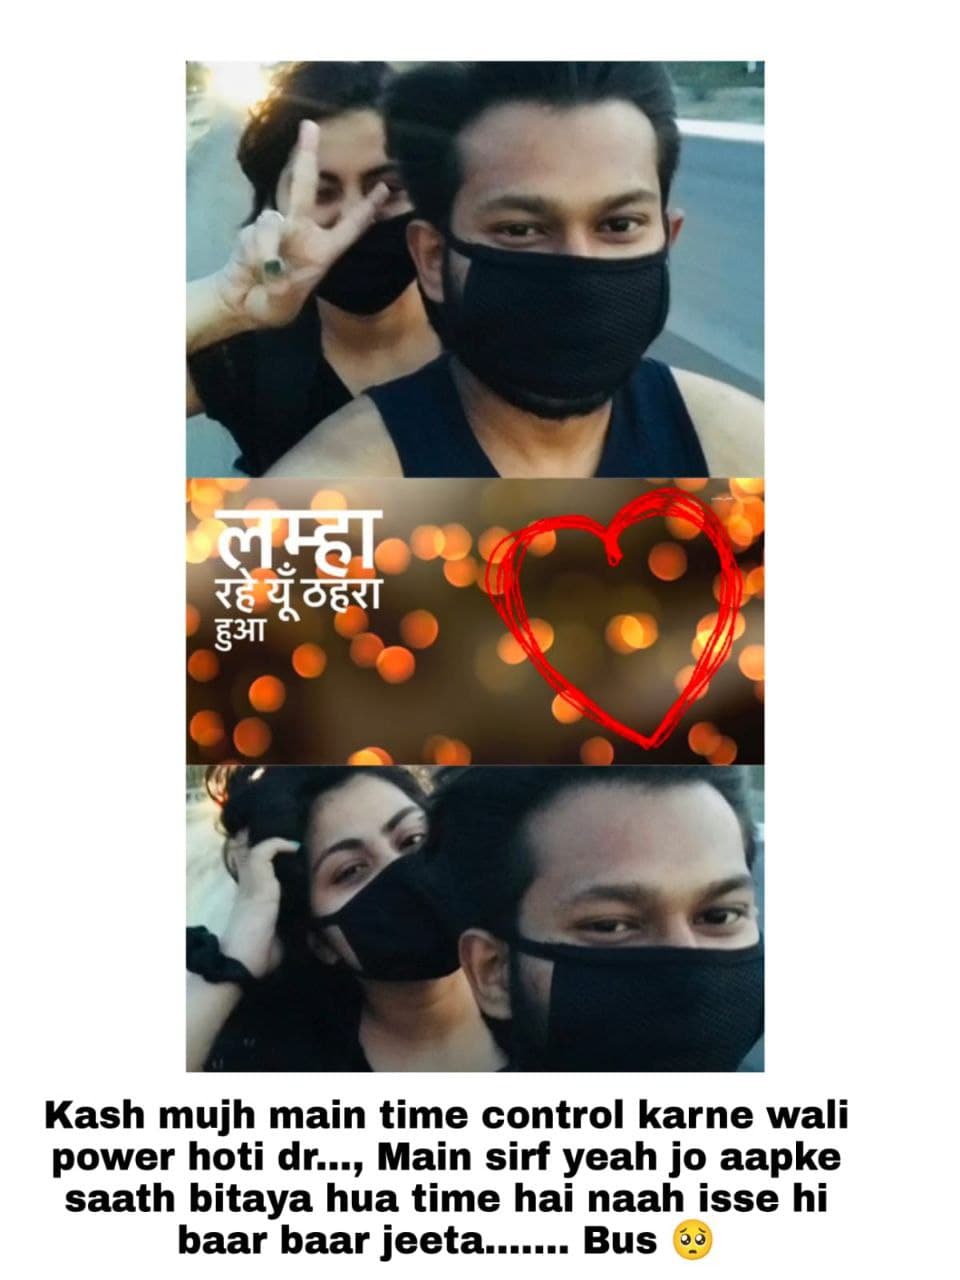 लम्हा
रहे यूँ ठहरा
हुआ
Kash mujh main time control karne wali
power hoti dr..., Main sirf yeah jo aapke
saath bitaya hua time hai naah isse hi
baar baar jeeta....... Bus 🥺